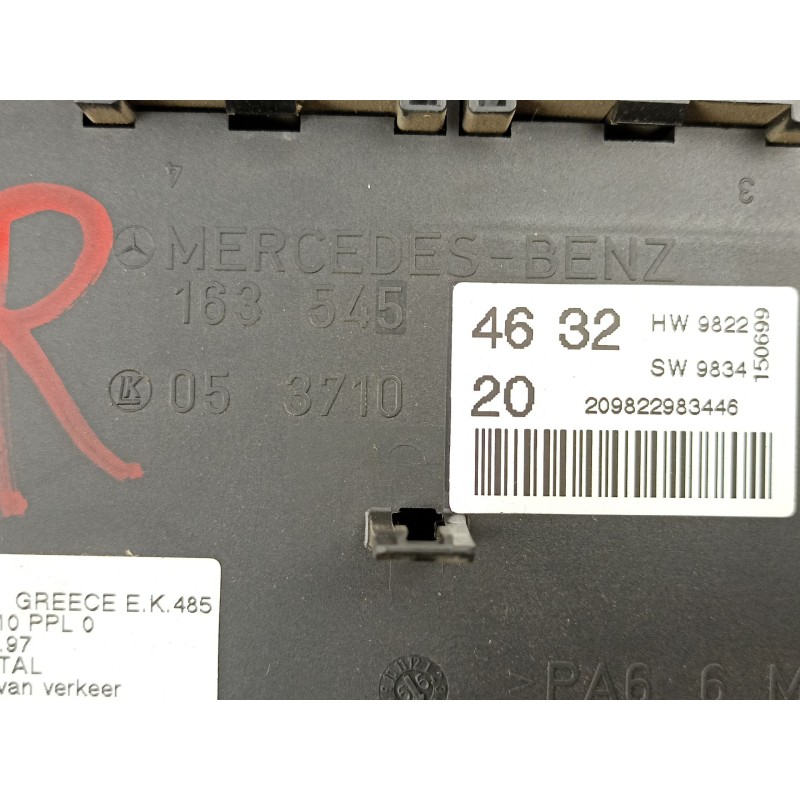 4 3
MERCEDES-BENZ
163 545
LK 05 3710
46 32
20
HW 9822
SW 9834
150699
209822983446
R
GREECE E.K.485
10 PPL 0
.97
TAL
van verkeer
>PA6 6 M